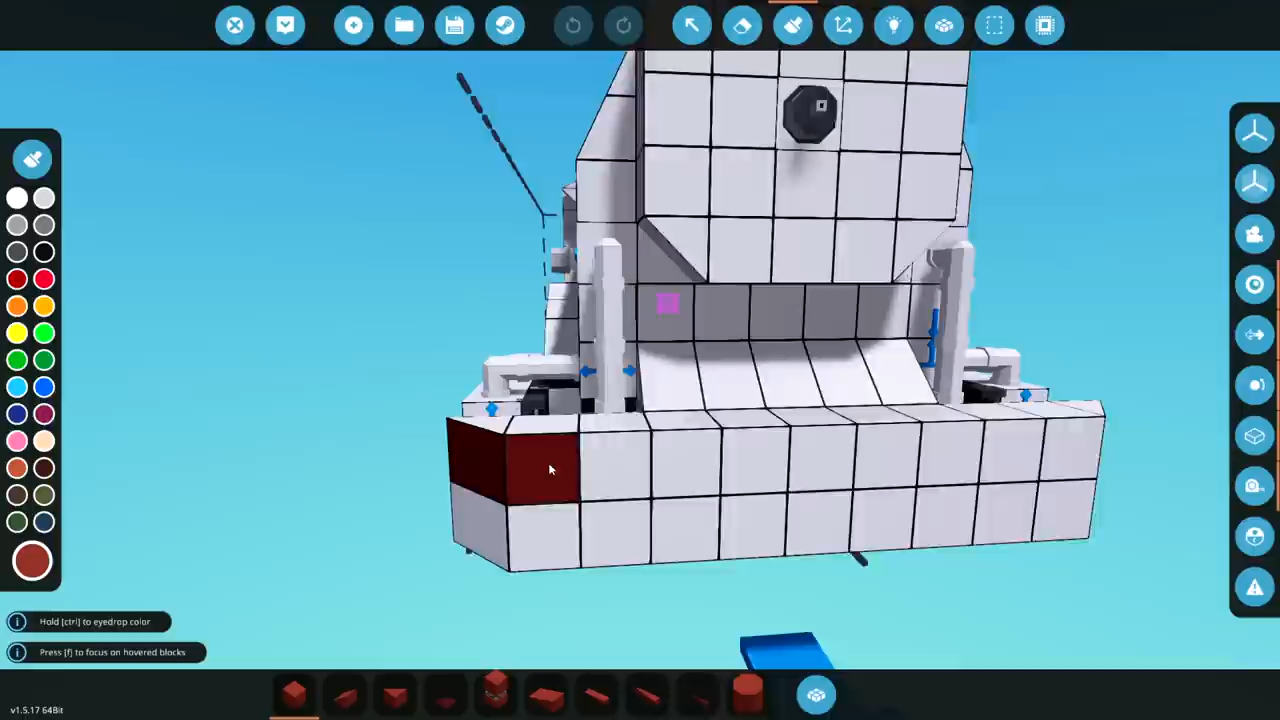 Hold [ctrl] to eyedrop color
Press [f] to focus on hovered blocks
v1.5.17 64Bit